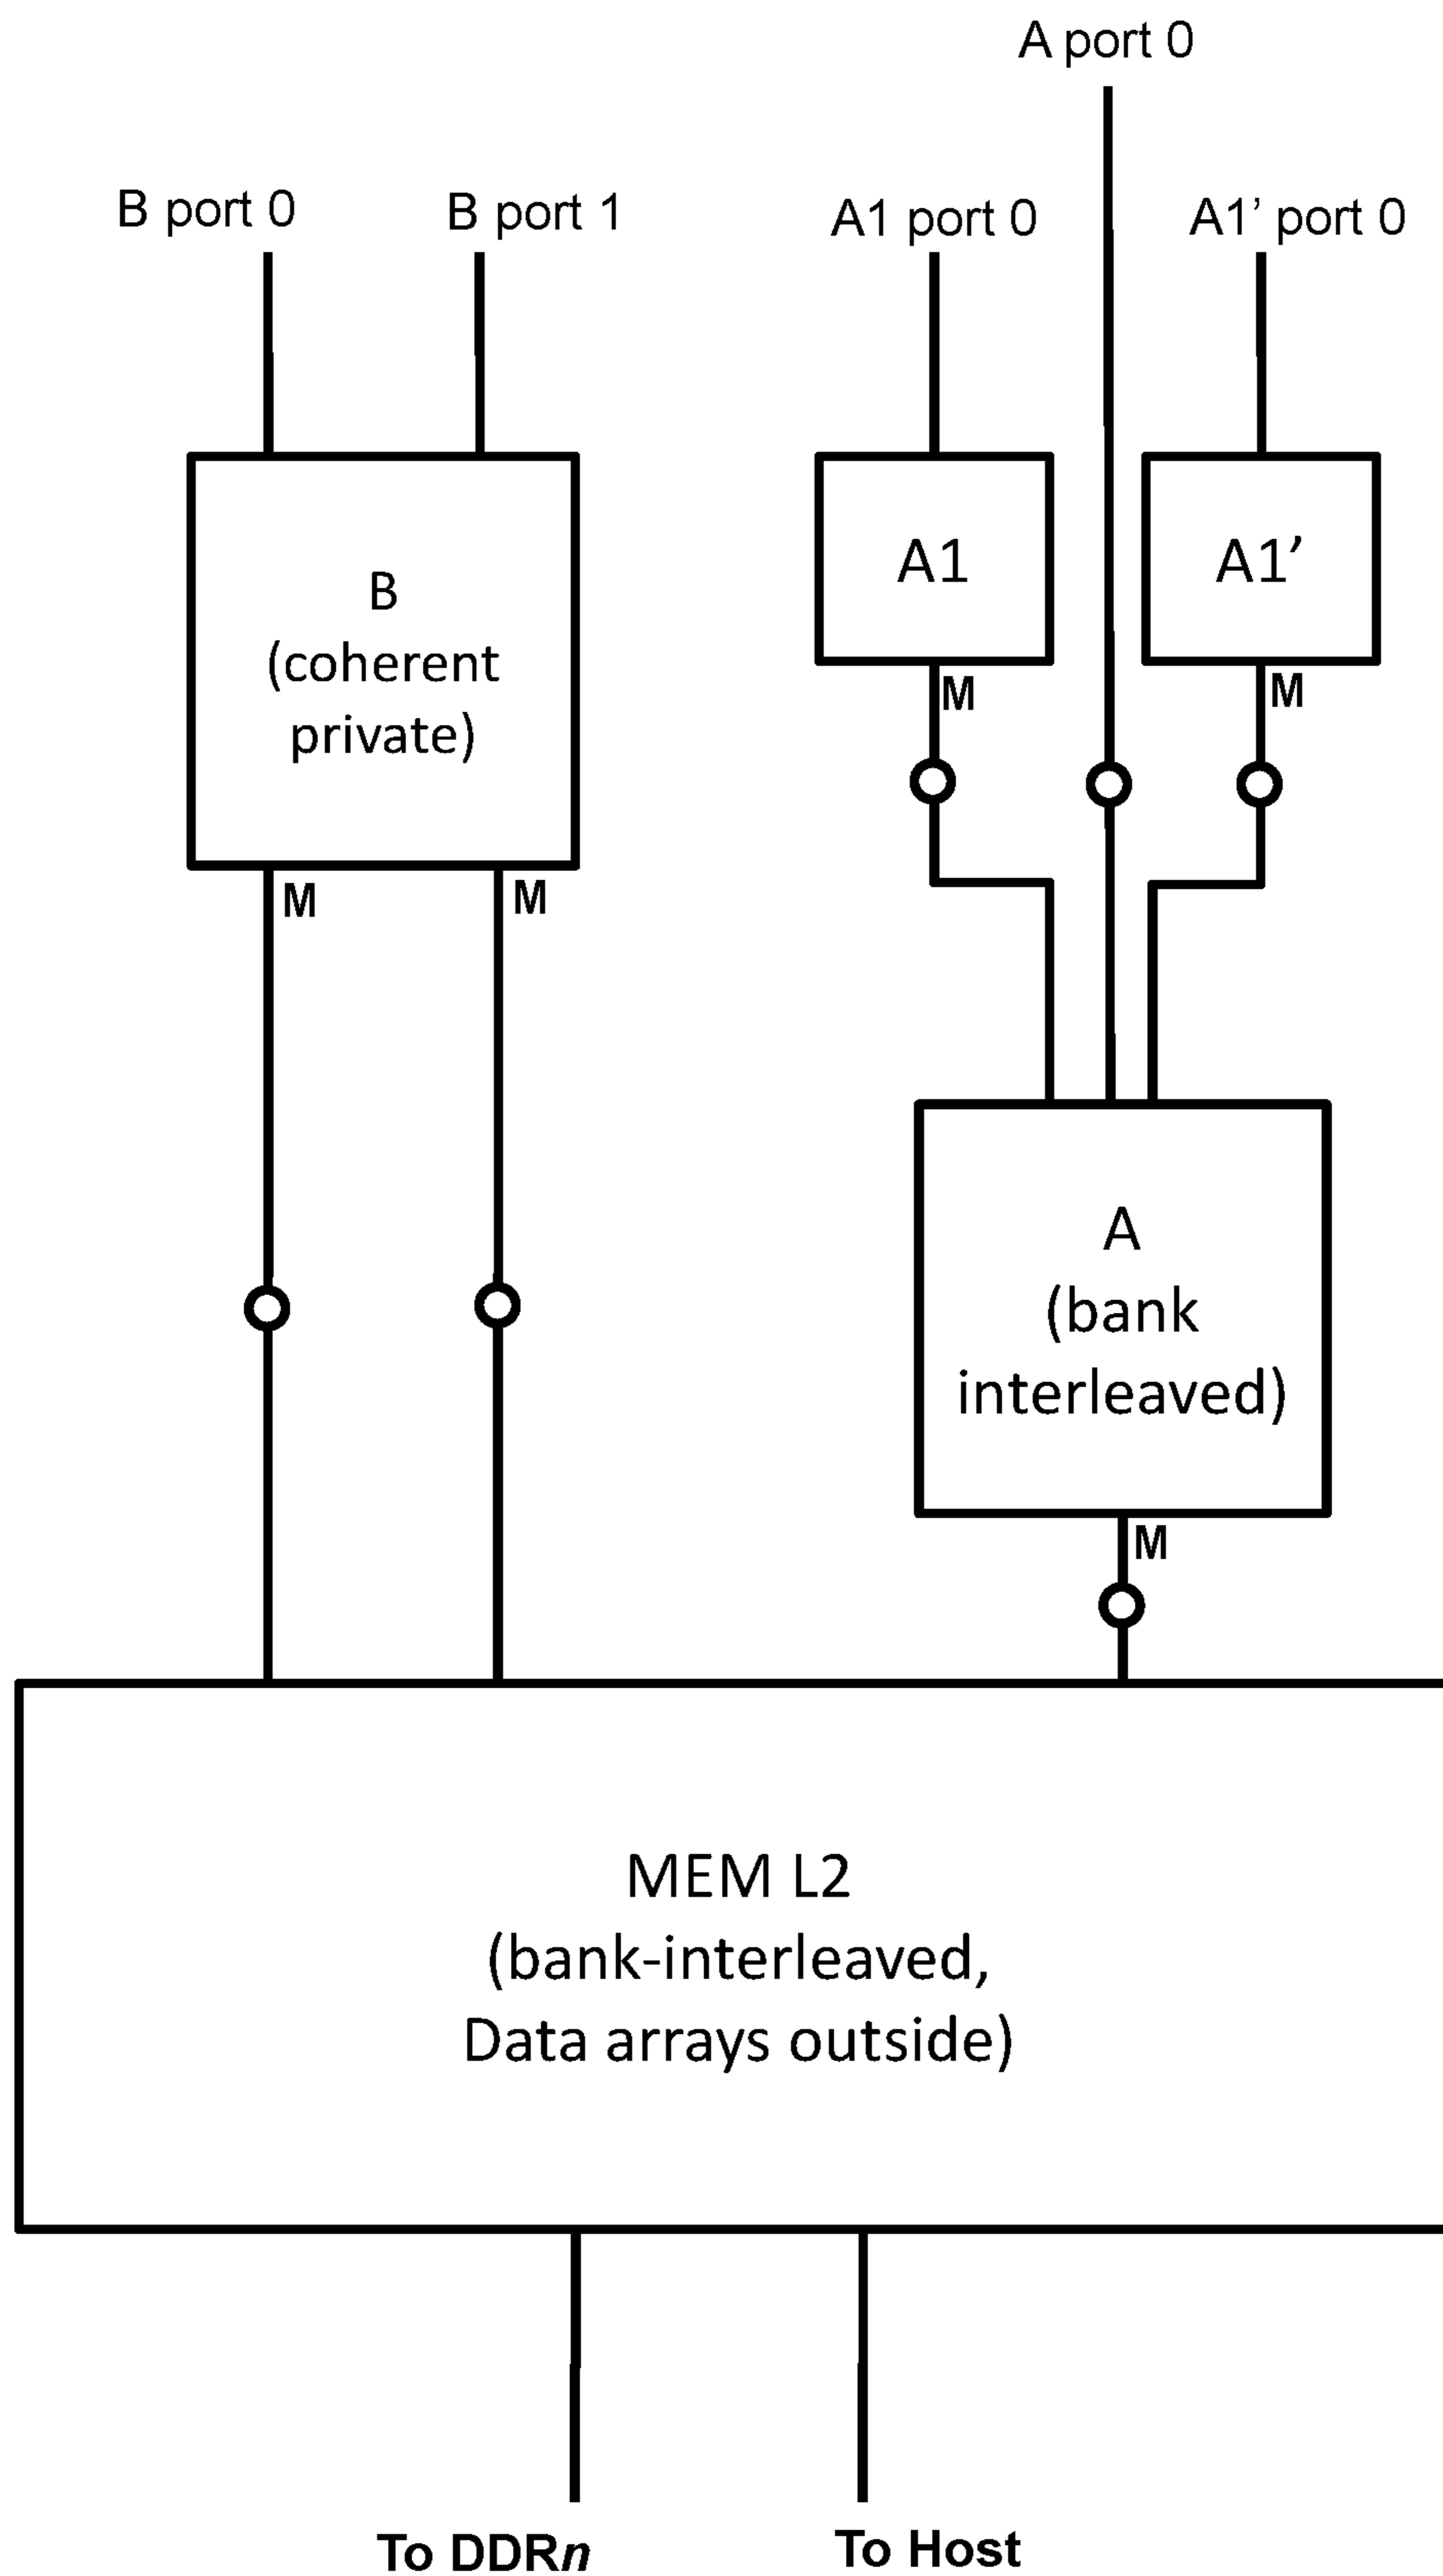 A port 0
B port 0
B port 1
A1 port 0
A1’ port 0
B
(coherent
private)
A1
A1’
M
M
M
M
A
(bank
interleaved)
M
MEM L2
(bank-interleaved,
Data arrays outside)
To DDRn
To Host